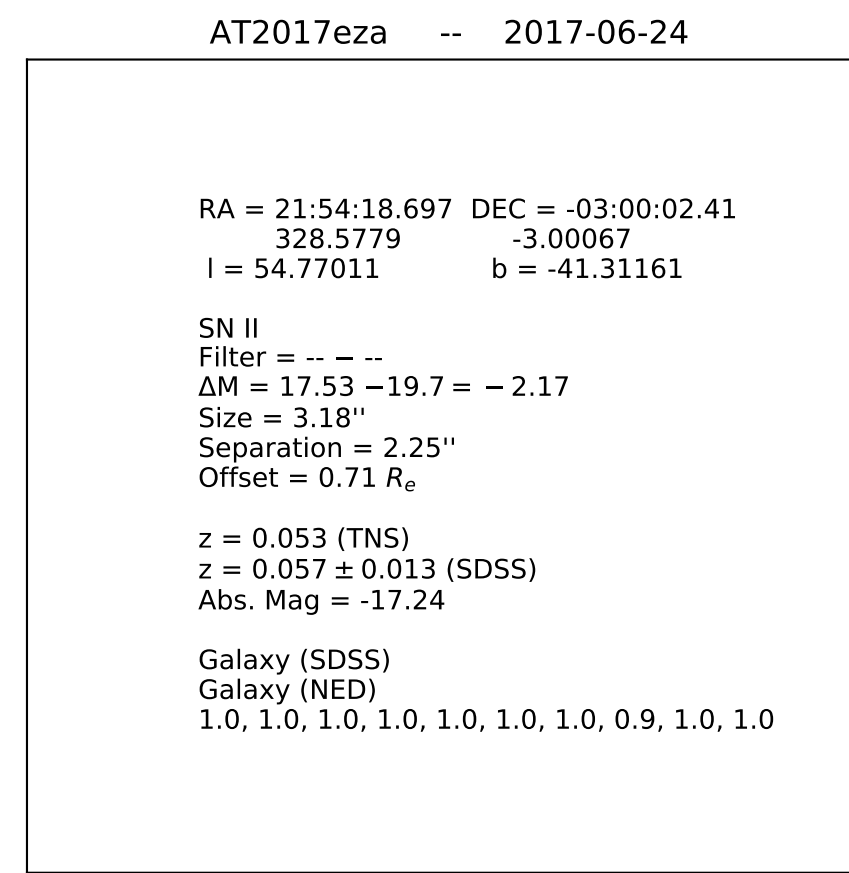 AT2017eza -- 2017-06-24
RA = 21:54:18.697 DEC = -03:00:02.41
328.5779 -3.00067
l = 54.77011 b = -41.31161
SN II
Filter = -- − --
ΔM = 17.53 −19.7 = −2.17
Size = 3.18''
Separation = 2.25''
Offset = 0.71 Rₑ
z = 0.053 (TNS)
z = 0.057 ± 0.013 (SDSS)
Abs. Mag = -17.24
Galaxy (SDSS)
Galaxy (NED)
1.0, 1.0, 1.0, 1.0, 1.0, 1.0, 1.0, 0.9, 1.0, 1.0